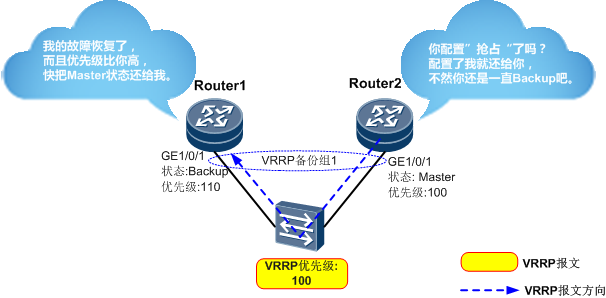 我的故障恢复了，
而且优先级比你高，
快把Master状态还给我。
你配置”抢占“了吗？
配置了我就还给你，
不然你还是一直Backup吧。
Router1
Router2
GE1/0/1
状态:Backup
优先级:110
VRRP备份组1
GE1/0/1
状态: Master
优先级:100
VRRP优先级:
100
VRRP报文
VRRP报文方向